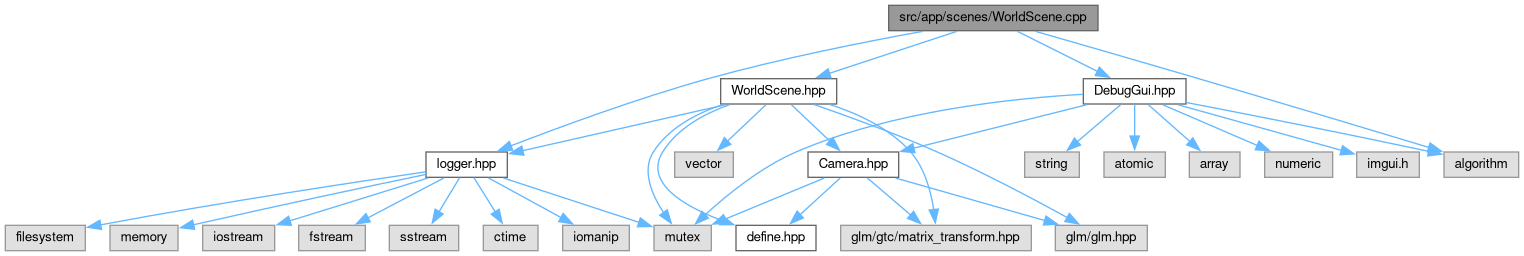 src/app/scenes/WorldScene.cpp
WorldScene.hpp
DebugGui.hpp
logger.hpp
vector
Camera.hpp
string
atomic
array
numeric
imgui.h
algorithm
filesystem
memory
iostream
fstream
sstream
ctime
iomanip
mutex
define.hpp
glm/gtc/matrix_transform.hpp
glm/glm.hpp